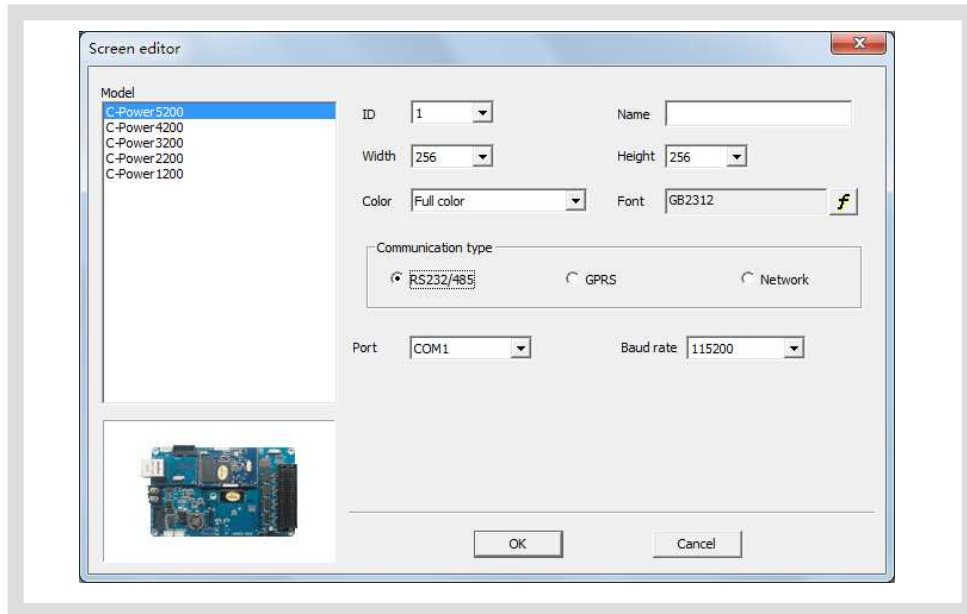 Screen editor
Model
C-Power5200
C-Power4200
C-Power3200
C-Power2200
C-Power1200
ID 1 Name
Width 256 Height 256
Color Full color Font GB2312 f
Communication type
RS232/485 GPRS Network
Port COM1 Baud rate 115200
OK Cancel